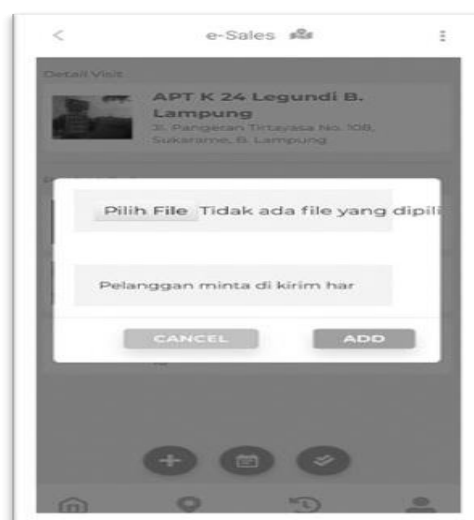 e-Sales
Detail Visit
APT K 24 Legundi B.
Lampung
Jl. Pangeran Tirtayasa No. 108,
Sukarame, B. Lampung
Pilih File Tidak ada file yang dipili
Pelanggan minta di kirim har
CANCEL
ADD